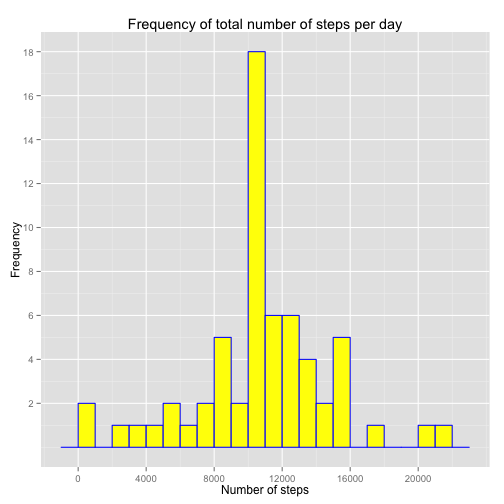 Frequency of total number of steps per day
18
16
14
12
10
8
6
4
2
Frequency
0 4000 8000 12000 16000 20000
Number of steps